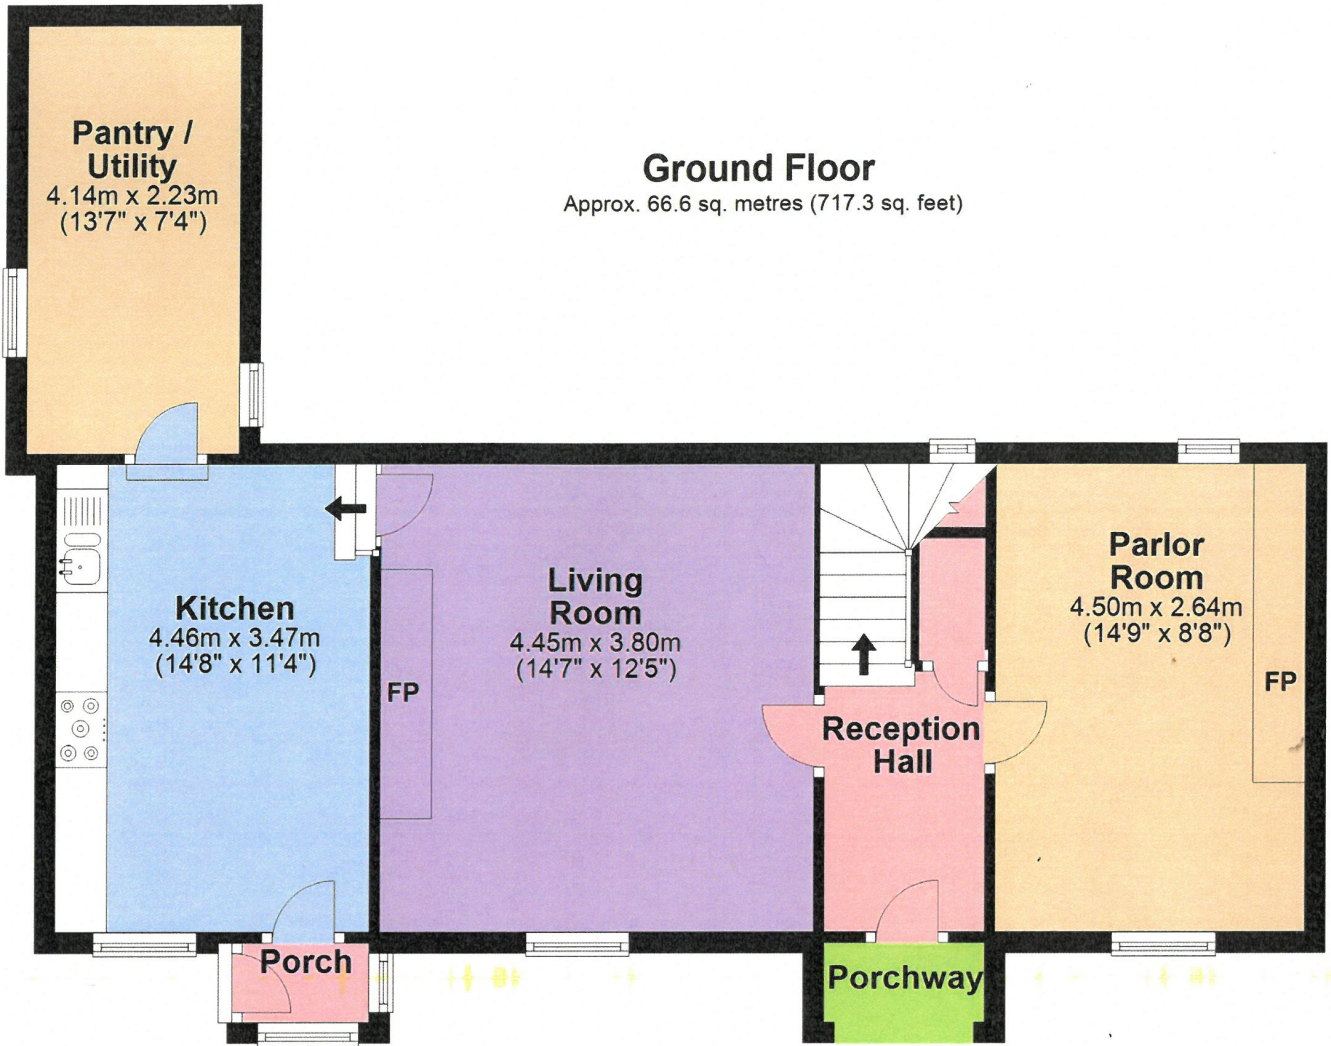 Ground Floor
Approx. 66.6 sq. metres (717.3 sq. feet)
Pantry /
Utility
4.14m x 2.23m
(13'7" x 7'4")
Kitchen
4.46m x 3.47m
(14'8" x 11'4")
Living
Room
4.45m x 3.80m
(14'7" x 12'5")
FP
Reception
Hall
Parlor
Room
4.50m x 2.64m
(14'9" x 8'8")
FP
Porch
Porchway